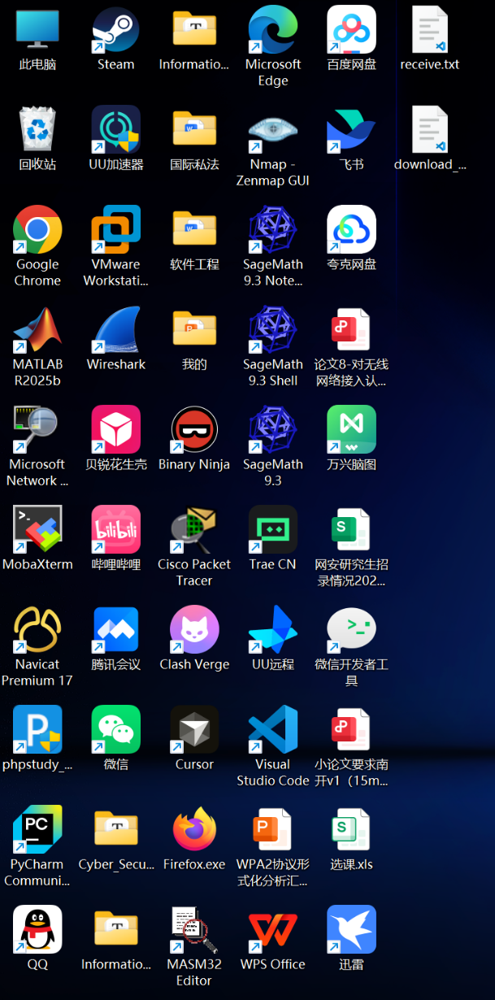 此电脑
Steam
Informatio...
Microsoft
Edge
百度网盘
receive.txt
回收站
UU加速器
国际私法
Nmap -
Zenmap GUI
飞书
download_...
Google
Chrome
VMware
Workstati...
软件工程
SageMath
9.3 Note...
夸克网盘
MATLAB
R2025b
Wireshark
我的
SageMath
9.3 Shell
论文8-对无线
网络接入认...
Microsoft
Network ...
贝锐花生壳
Binary Ninja
SageMath
9.3
万兴脑图
MobaXterm
bilibili
哔哩哔哩
Cisco Packet
Tracer
Trae CN
网安研究生招
录情况202...
Navicat
Premium 17
腾讯会议
Clash Verge
UU远程
微信开发者工
具
phpstudy_...
微信
Cursor
Visual
Studio Code
小论文要求南
开v1（15m...
PC
PyCharm
Communi...
Cyber_Secu...
Firefox.exe
WPA2协议形
式化分析汇...
选课.xls
QQ
Informatio...
MASM32
Editor
WPS Office
迅雷